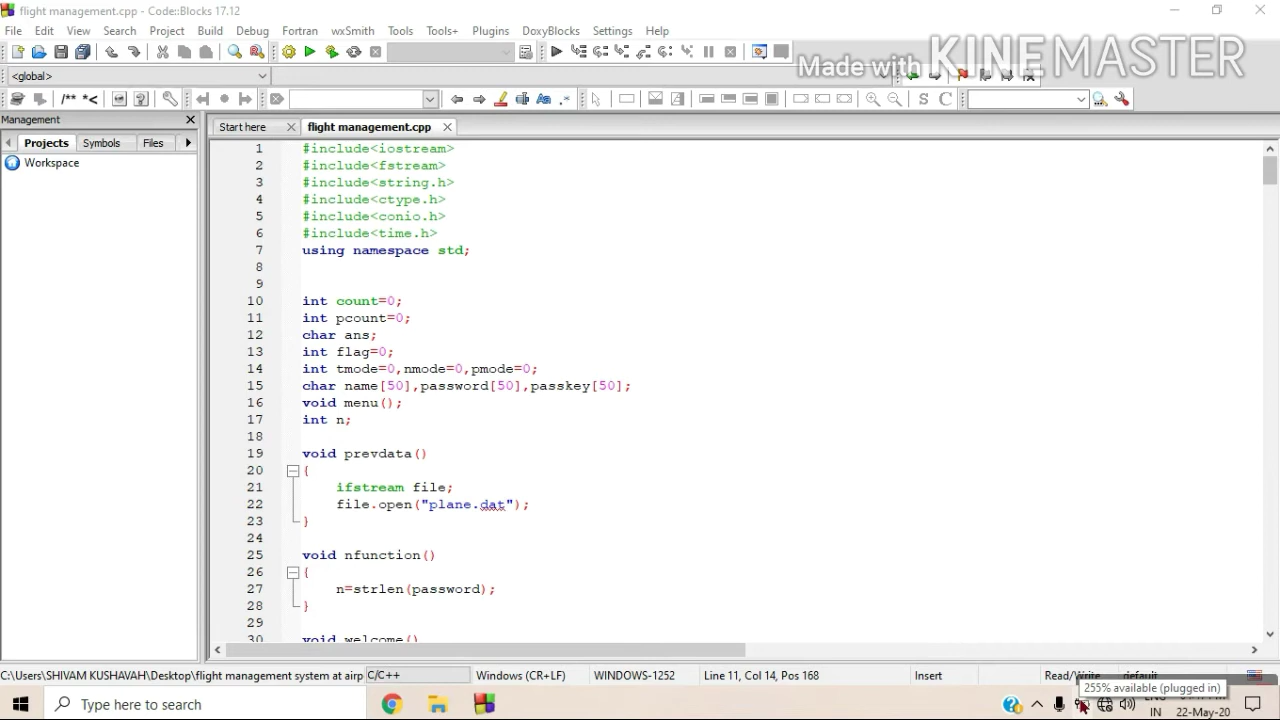 flight management.cpp - Code::Blocks 17.12
File Edit View Search Project Build Debug Fortran wxSmith Tools Tools+ Plugins DoxyBlocks Settings Help
Made with KINEMASTER
<global>
/** *<
Aa .*
S C
Management
Start here flight management.cpp
Projects Symbols Files
Workspace
1 #include<iostream>
2 #include<fstream>
3 #include<string.h>
4 #include<ctype.h>
5 #include<conio.h>
6 #include<time.h>
7 using namespace std;
8
9
10 int count=0;
11 int pcount=0;
12 char ans;
13 int flag=0;
14 int tmode=0,nmode=0,pmode=0;
15 char name[50],password[50],passkey[50];
16 void menu();
17 int n;
18
19 void prevdata()
20 {
21 ifstream file;
22 file.open("plane.dat");
23 }
24
25 void nfunction()
26 {
27 n=strlen(password);
28 }
29
30 void welcome()
C:\Users\SHIVAM KUSHAVAH\Desktop\flight management system at airp C/C++ Windows (CR+LF) WINDOWS-1252 Line 11, Col 14, Pos 168 Insert Read/Write default
255% available (plugged in)
Type here to search
IN 22-May-20